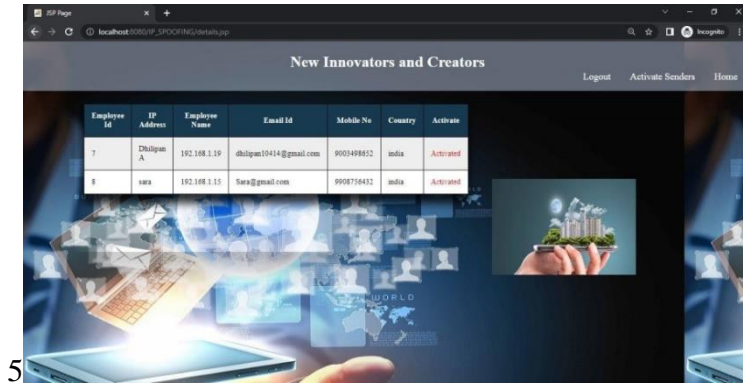 JSP Page
localhost:8080/IP_SPOOFING/details.jsp
Incognito
New Innovators and Creators
Logout Activate Senders Home
Employee Id IP Address Employee Name Email Id Mobile No Country Activate
7 Dhilipan A 192.168.1.19 dhilipan10414@gmail.com 9003498652 india Activated
8 sara 192.168.1.15 Sara@gmail.com 9908756432 india Activated
WORLD
5